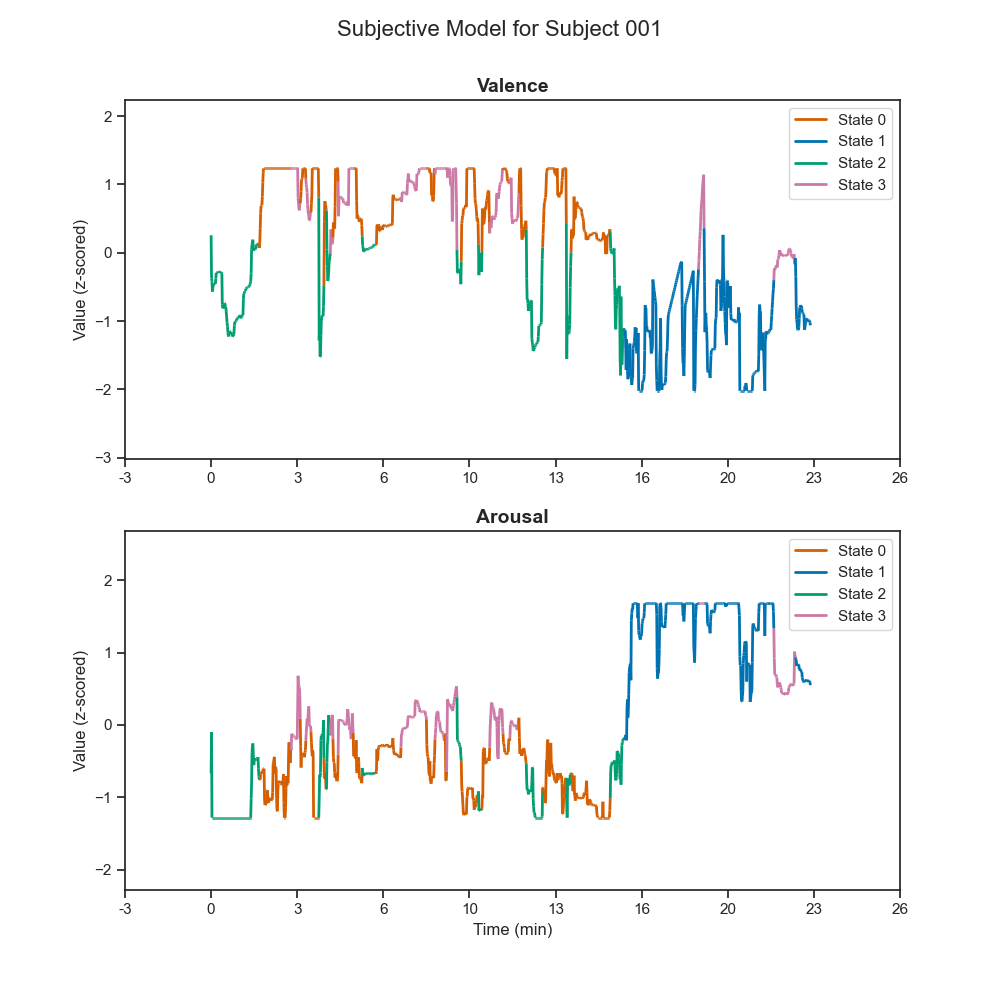 Subjective Model for Subject 001
Valence
Value (z-scored)
2
1
0
−1
−2
−3
-3 0 3 6 10 13 16 20 23 26
State 0
State 1
State 2
State 3
Arousal
Value (z-scored)
2
1
0
−1
−2
-3 0 3 6 10 13 16 20 23 26
State 0
State 1
State 2
State 3
Time (min)